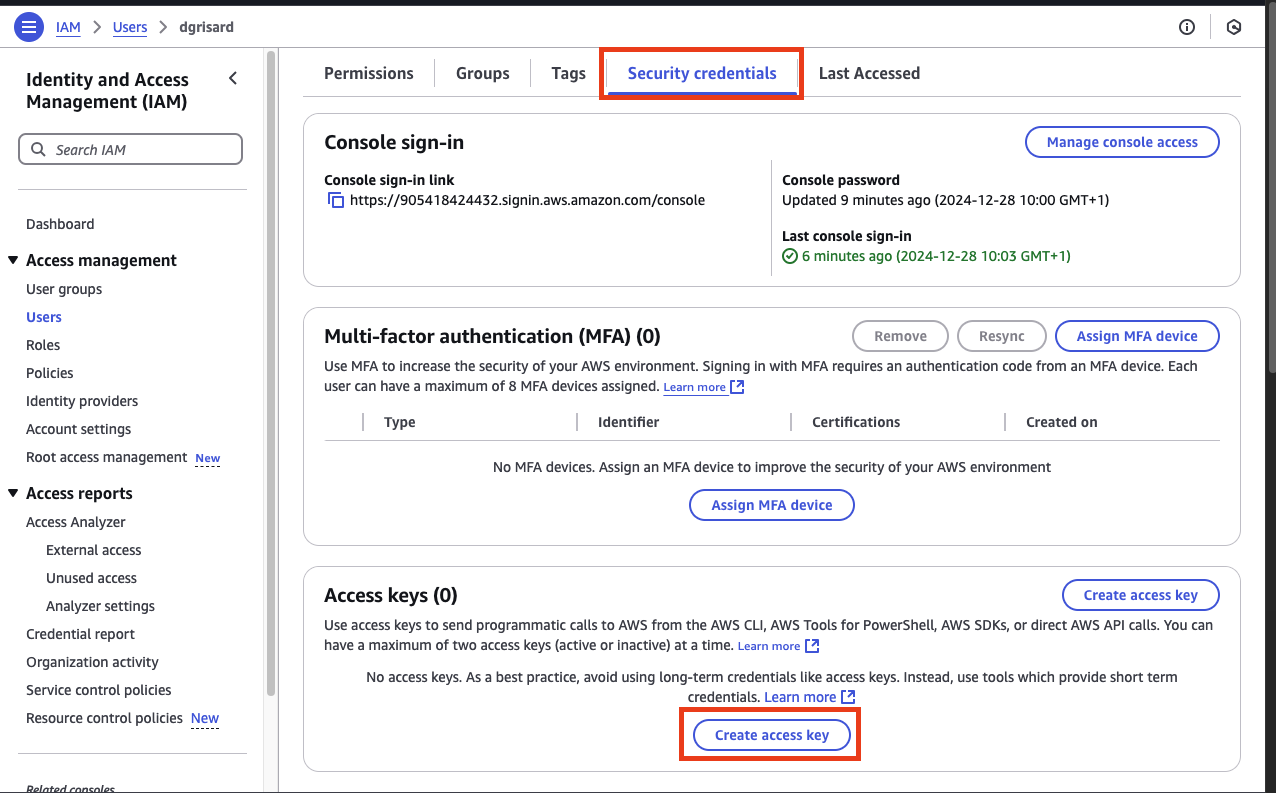 IAM > Users > dgrisard
Identity and Access
Management (IAM)
Search IAM
Dashboard
Access management
User groups
Users
Roles
Policies
Identity providers
Account settings
Root access management New
Access reports
Access Analyzer
External access
Unused access
Analyzer settings
Credential report
Organization activity
Service control policies
Resource control policies New
Related consoles
Permissions Groups Tags Security credentials Last Accessed
Console sign-in
Manage console access
Console sign-in link
https://905418424432.signin.aws.amazon.com/console
Console password
Updated 9 minutes ago (2024-12-28 10:00 GMT+1)
Last console sign-in
6 minutes ago (2024-12-28 10:03 GMT+1)
Multi-factor authentication (MFA) (0)
Remove Resync Assign MFA device
Use MFA to increase the security of your AWS environment. Signing in with MFA requires an authentication code from an MFA device. Each
user can have a maximum of 8 MFA devices assigned. Learn more
Type Identifier Certifications Created on
No MFA devices. Assign an MFA device to improve the security of your AWS environment
Assign MFA device
Access keys (0)
Create access key
Use access keys to send programmatic calls to AWS from the AWS CLI, AWS Tools for PowerShell, AWS SDKs, or direct AWS API calls. You can
have a maximum of two access keys (active or inactive) at a time. Learn more
No access keys. As a best practice, avoid using long-term credentials like access keys. Instead, use tools which provide short term
credentials. Learn more
Create access key